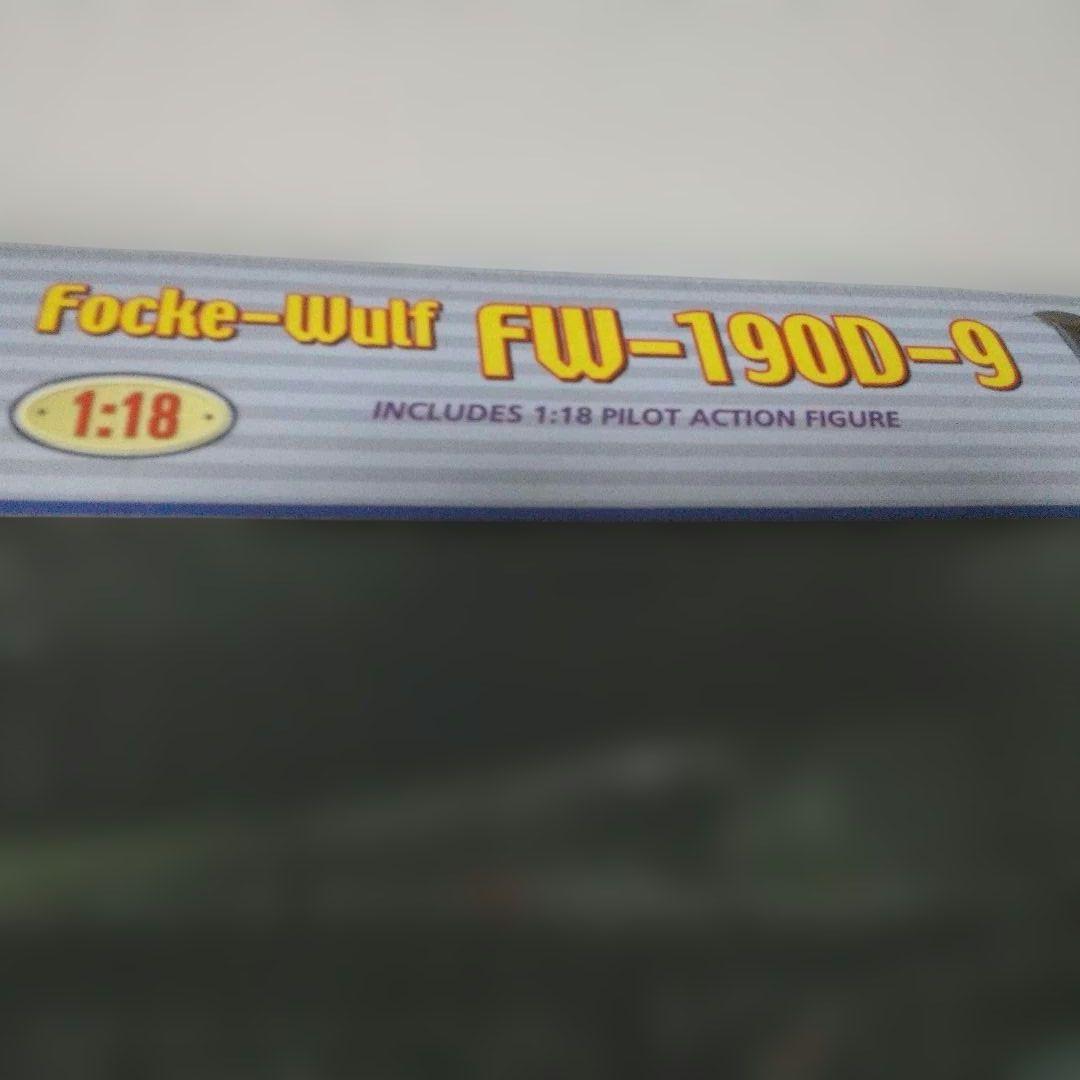 Focke-Wulf FW-190D-9
1:18 INCLUDES 1:18 PILOT ACTION FIGURE